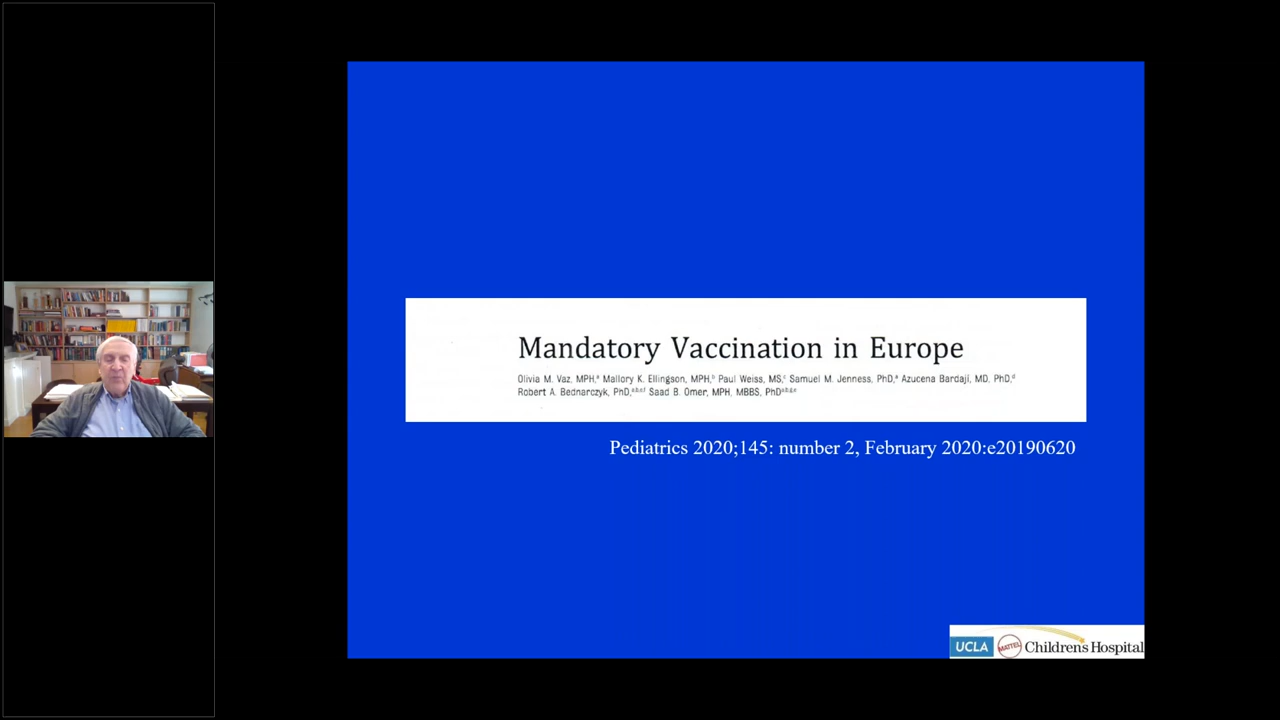 Mandatory Vaccination in Europe
Olivia M. Vaz, MPH,ᵃ Mallory K. Ellingson, MPH,ᵇ Paul Weiss, MS,ᶜ Samuel M. Jenness, PhD,ᵃ Azucena Bardají, MD, PhD,ᵈ
Robert A. Bednarczyk, PhD, Saad B. Omer, MPH, MBBS, PhD
Pediatrics 2020;145: number 2, February 2020:e20190620
UCLA MATTEL Childrens Hospital